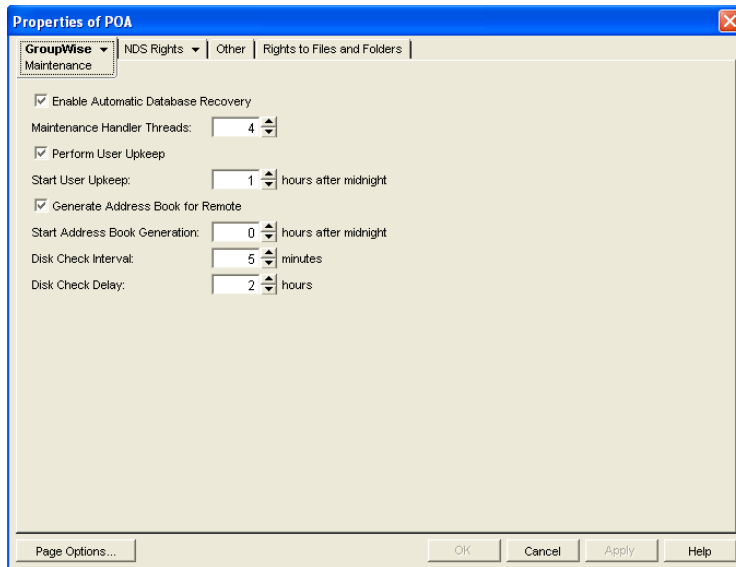 Properties of POA
GroupWise NDS Rights Other Rights to Files and Folders
Maintenance
Enable Automatic Database Recovery
Maintenance Handler Threads: 4
Perform User Upkeep
Start User Upkeep: 1 hours after midnight
Generate Address Book for Remote
Start Address Book Generation: 0 hours after midnight
Disk Check Interval: 5 minutes
Disk Check Delay: 2 hours
Page Options... OK Cancel Apply Help